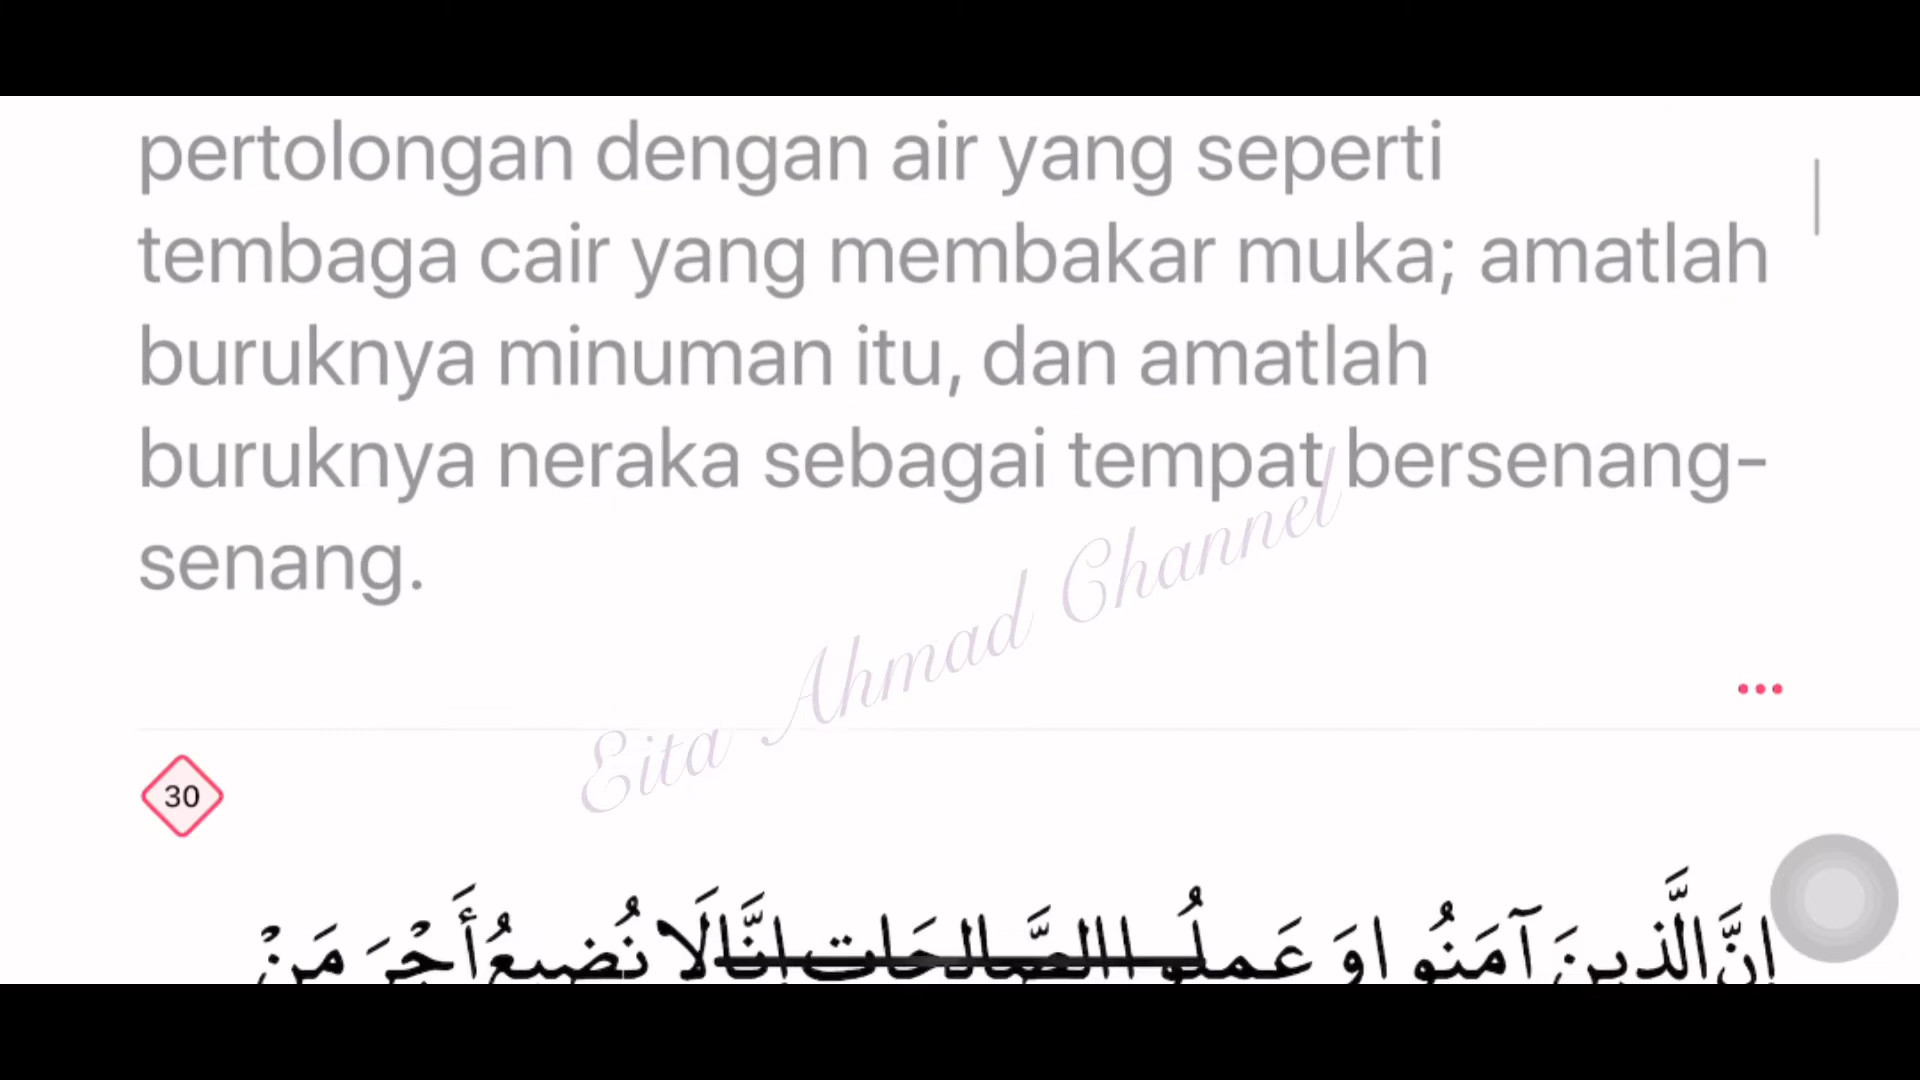 pertolongan dengan air yang seperti
tembaga cair yang membakar muka; amatlah
buruknya minuman itu, dan amatlah
buruknya neraka sebagai tempat bersenang-
senang.
Eita Ahmad Channel
30
إِنَّ الَّذِينَ آمَنُوا وَعَمِلُوا الصَّالِحَاتِ إِنَّا لَا نُضِيعُ أَجْرَ مَنْ